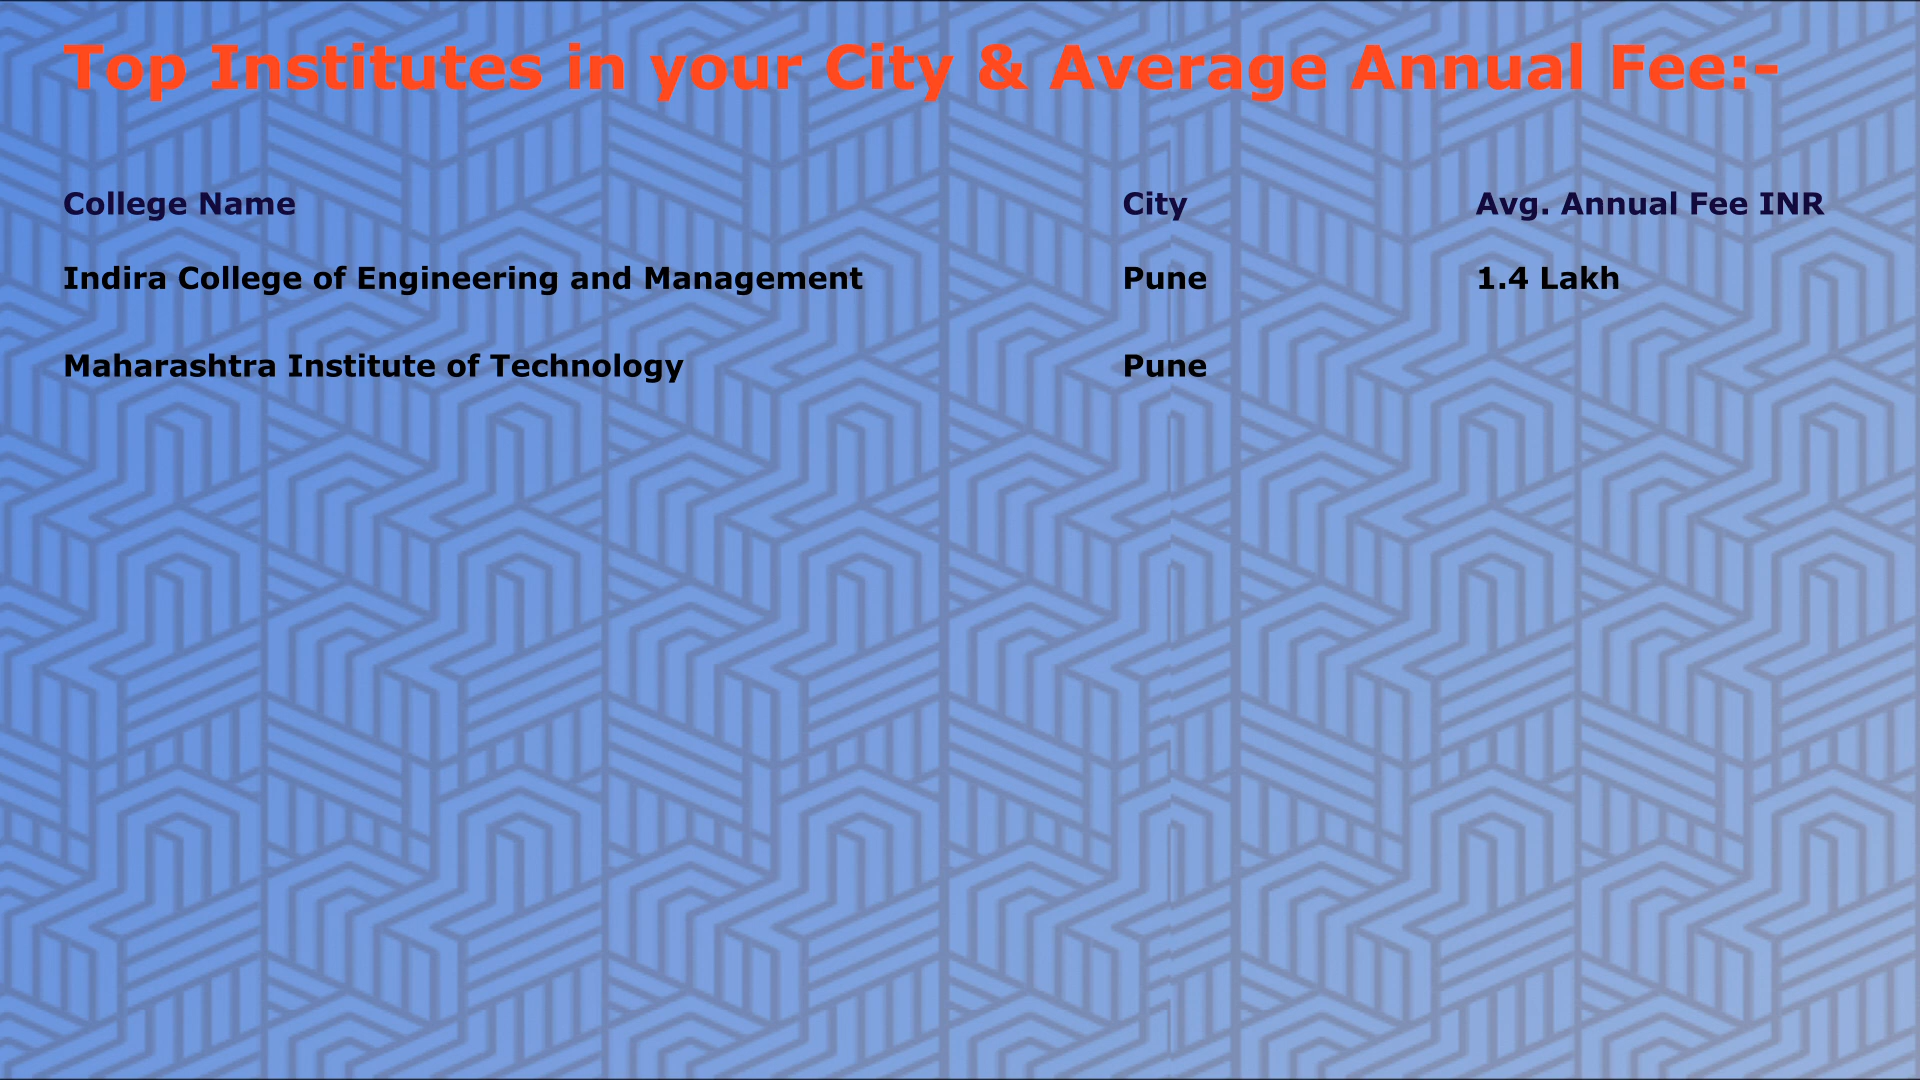 Top Institutes in your City & Average Annual Fee:-
College Name City Avg. Annual Fee INR
Indira College of Engineering and Management Pune 1.4 Lakh
Maharashtra Institute of Technology Pune